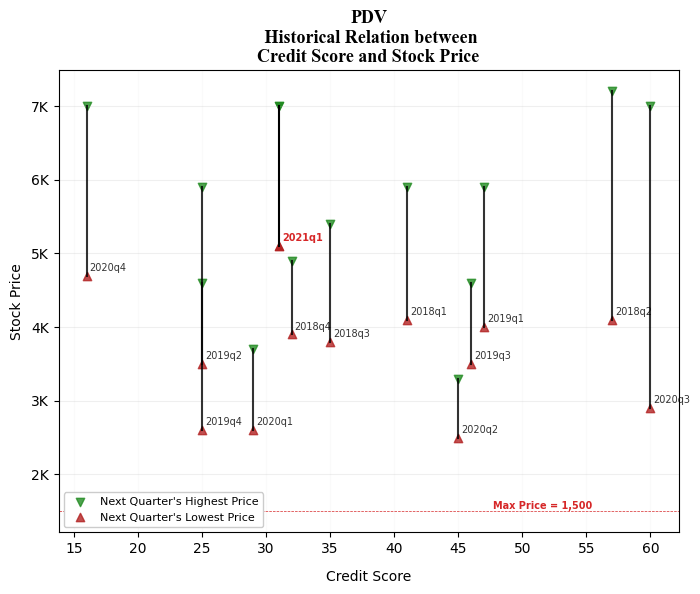 PDV
Historical Relation between
Credit Score and Stock Price
Stock Price
7K
6K
5K
4K
3K
2K
2020q4
2019q2
2019q4
2020q1
2021q1
2018q4
2018q3
2018q1
2020q2
2019q3
2019q1
2018q2
2020q3
Max Price = 1,500
Next Quarter's Highest Price
Next Quarter's Lowest Price
15 20 25 30 35 40 45 50 55 60
Credit Score